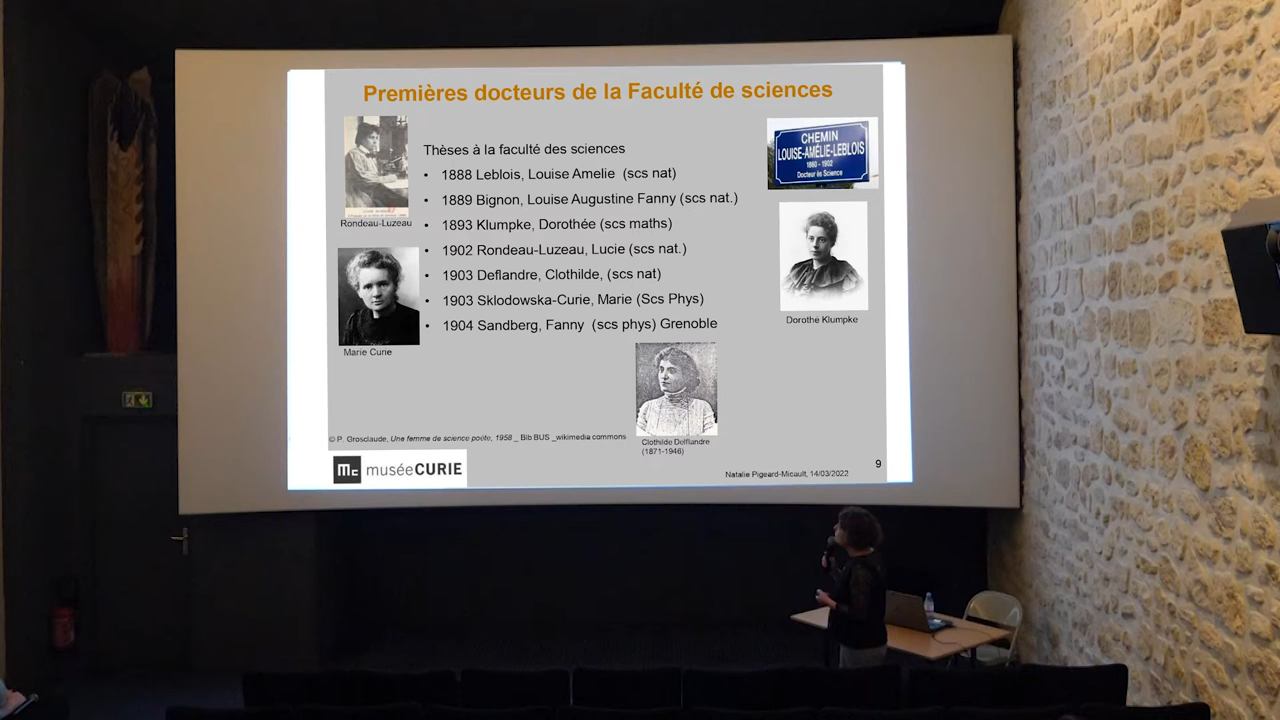 Premières docteurs de la Faculté de sciences
Thèses à la faculté des sciences
• 1888 Leblois, Louise Amelie (scs nat)
• 1889 Bignon, Louise Augustine Fanny (scs nat.)
• 1893 Klumpke, Dorothée (scs maths)
• 1902 Rondeau-Luzeau, Lucie (scs nat.)
• 1903 Deflandre, Clothilde, (scs nat)
• 1903 Sklodowska-Curie, Marie (Scs Phys)
• 1904 Sandberg, Fanny (scs phys) Grenoble
Rondeau-Luzeau
Marie Curie
CHEMIN
LOUISE-AMÉLIE-LEBLOIS
1860 - 1902
Docteur ès Science
Dorothé Klumpke
Clothilde Delflandre
(1871-1946)
© P. Grosclaude, Une femme de science poète, 1958 _ Bib BUS _wikimedia commons
Mc muséeCURIE
Natalie Pigeard-Micault, 14/03/2022
9